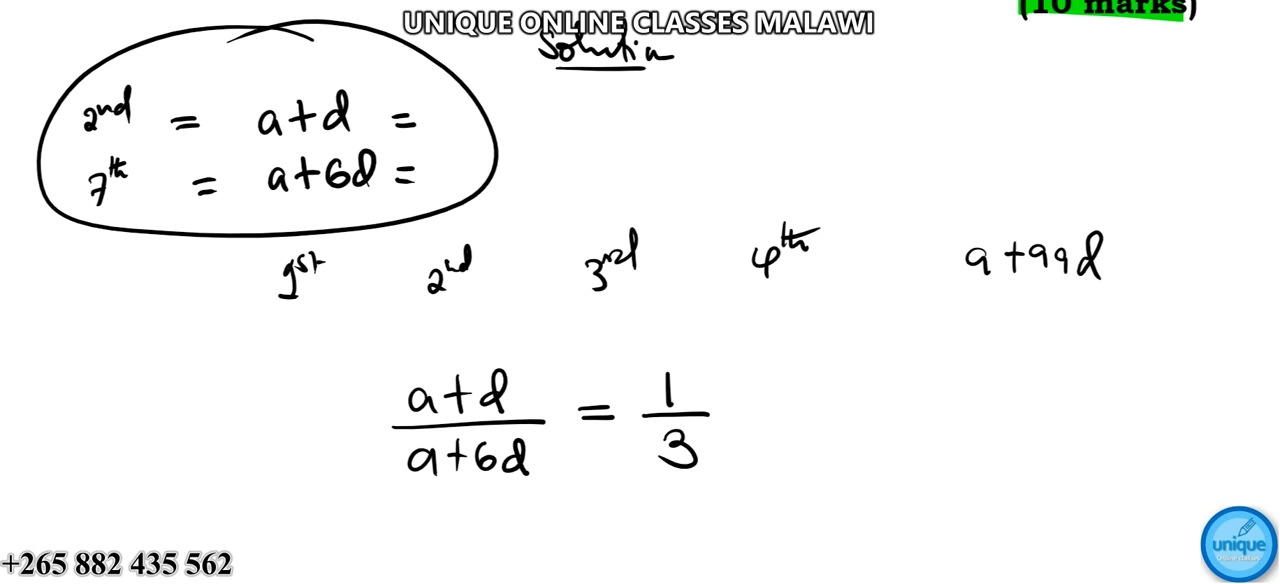 (10 marks)
UNIQUE ONLINE CLASSES MALAWI
Solution
2nd = a+d =
7th = a+6d =
1st 2nd 3rd 4th a+99d
a+d
a+6d
=
1
3
+265 882 435 562
unique